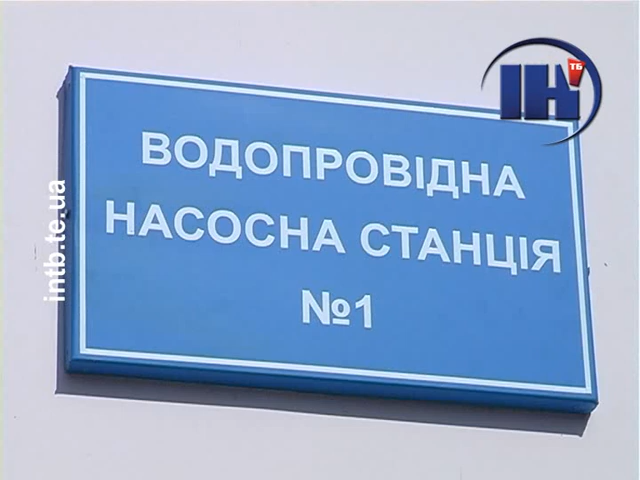 ІН ТБ
ВОДОПРОВІДНА
НАСОСНА СТАНЦІЯ
№1
intb.te.ua